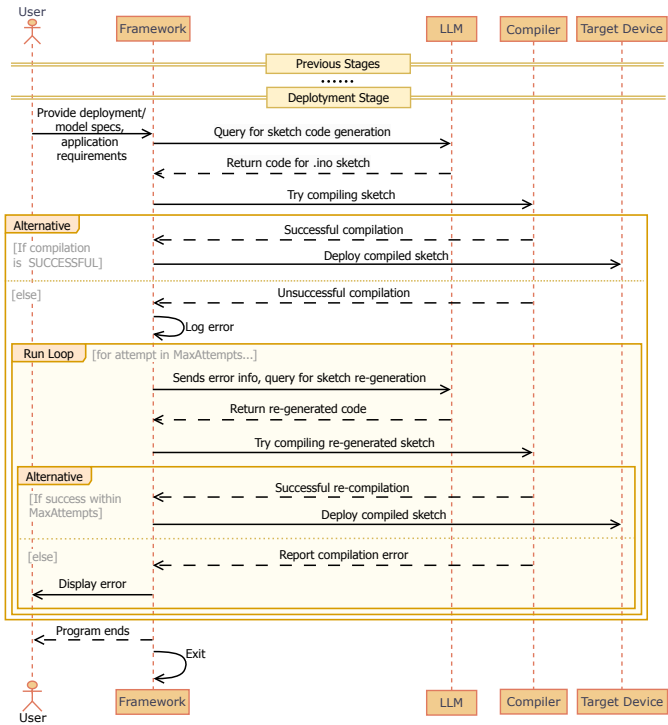 User
Framework
LLM
Compiler
Target Device
Previous Stages
......
Deplotyment Stage
Provide deployment/
model specs,
application
requirements
Query for sketch code generation
Return code for .ino sketch
Try compiling sketch
Alternative
Successful compilation
[If compilation
is SUCCESSFUL]
Deploy compiled sketch
[else]
Unsuccessful compilation
Log error
Run Loop
[for attempt in MaxAttempts...]
Sends error info, query for sketch re-generation
Return re-generated code
Try compiling re-generated sketch
Alternative
Successful re-compilation
[If success within
MaxAttempts]
Deploy compiled sketch
[else]
Report compilation error
Display error
Program ends
Exit
User
Framework
LLM
Compiler
Target Device